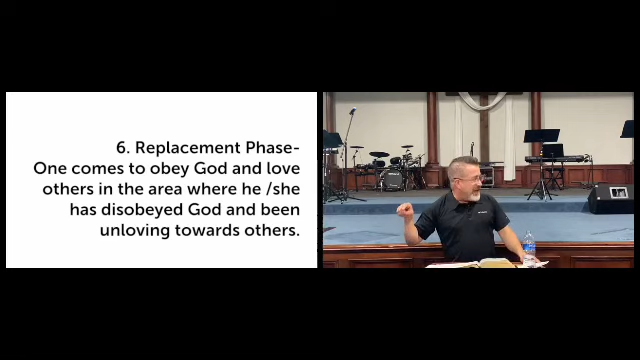 6. Replacement Phase-
One comes to obey God and love
others in the area where he /she
has disobeyed God and been
unloving towards others.